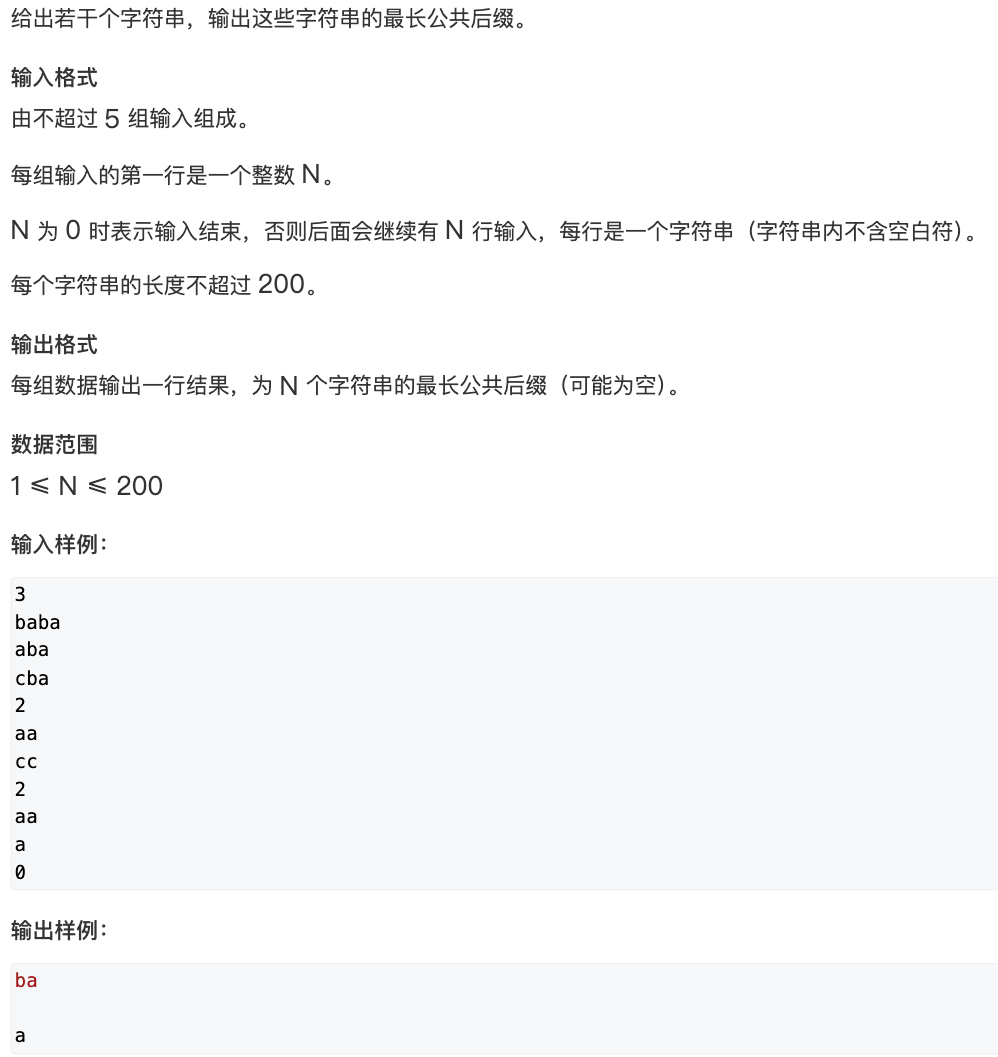 给出若干个字符串，输出这些字符串的最长公共后缀。
输入格式
由不超过 5 组输入组成。
每组输入的第一行是一个整数 N。
N 为 0 时表示输入结束，否则后面会继续有 N 行输入，每行是一个字符串（字符串内不含空白符）。
每个字符串的长度不超过 200。
输出格式
每组数据输出一行结果，为 N 个字符串的最长公共后缀（可能为空）。
数据范围
1 ⩽ N ⩽ 200
输入样例：
3
baba
aba
cba
2
aa
cc
2
aa
a
0
输出样例：
ba
a